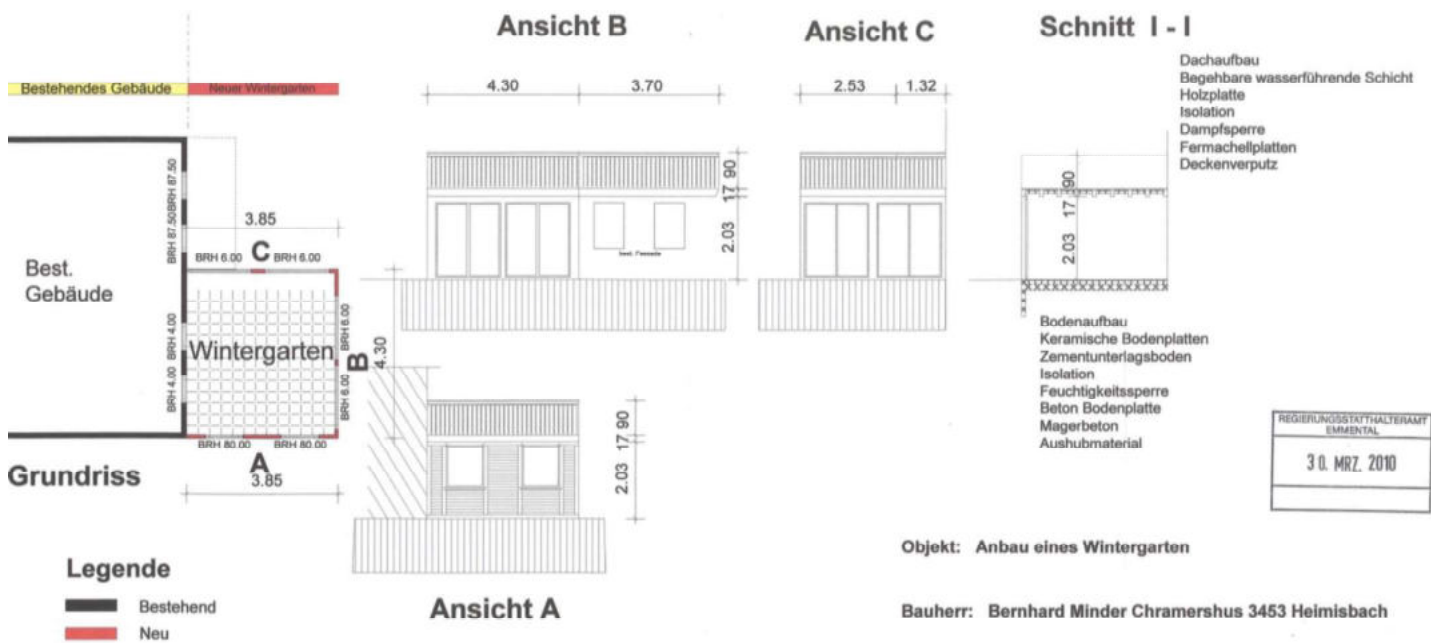 Ansicht B
Ansicht C
Schnitt I - I
Bestehendes Gebäude
Neuer Wintergarten
4.30
3.70
2.53
1.32
Dachaufbau
Begehbare wasserführende Schicht
Holzplatte
Isolation
Dampfsperre
Fermachellplatten
Deckenverputz
BRH 87.50
BRH 87.50
3.85
BRH 6.00
C
BRH 6.00
Best.
Gebäude
Wintergarten
BRH 4.00
BRH 4.00
BRH 6.00
B
BRH 6.00
4.30
BRH 80.00
BRH 80.00
A
3.85
Grundriss
90
17
2.03
best. Fassade
90
17
2.03
Bodenaufbau
Keramische Bodenplatten
Zementunterlagsboden
Isolation
Feuchtigkeitssperre
Beton Bodenplatte
Magerbeton
Aushubmaterial
90
17
2.03
REGIERUNGSSTATTHALTERAMT
EMMENTAL
30. MRZ. 2010
Legende
Bestehend
Neu
Ansicht A
Objekt: Anbau eines Wintergarten
Bauherr: Bernhard Minder Chramershus 3453 Heimisbach